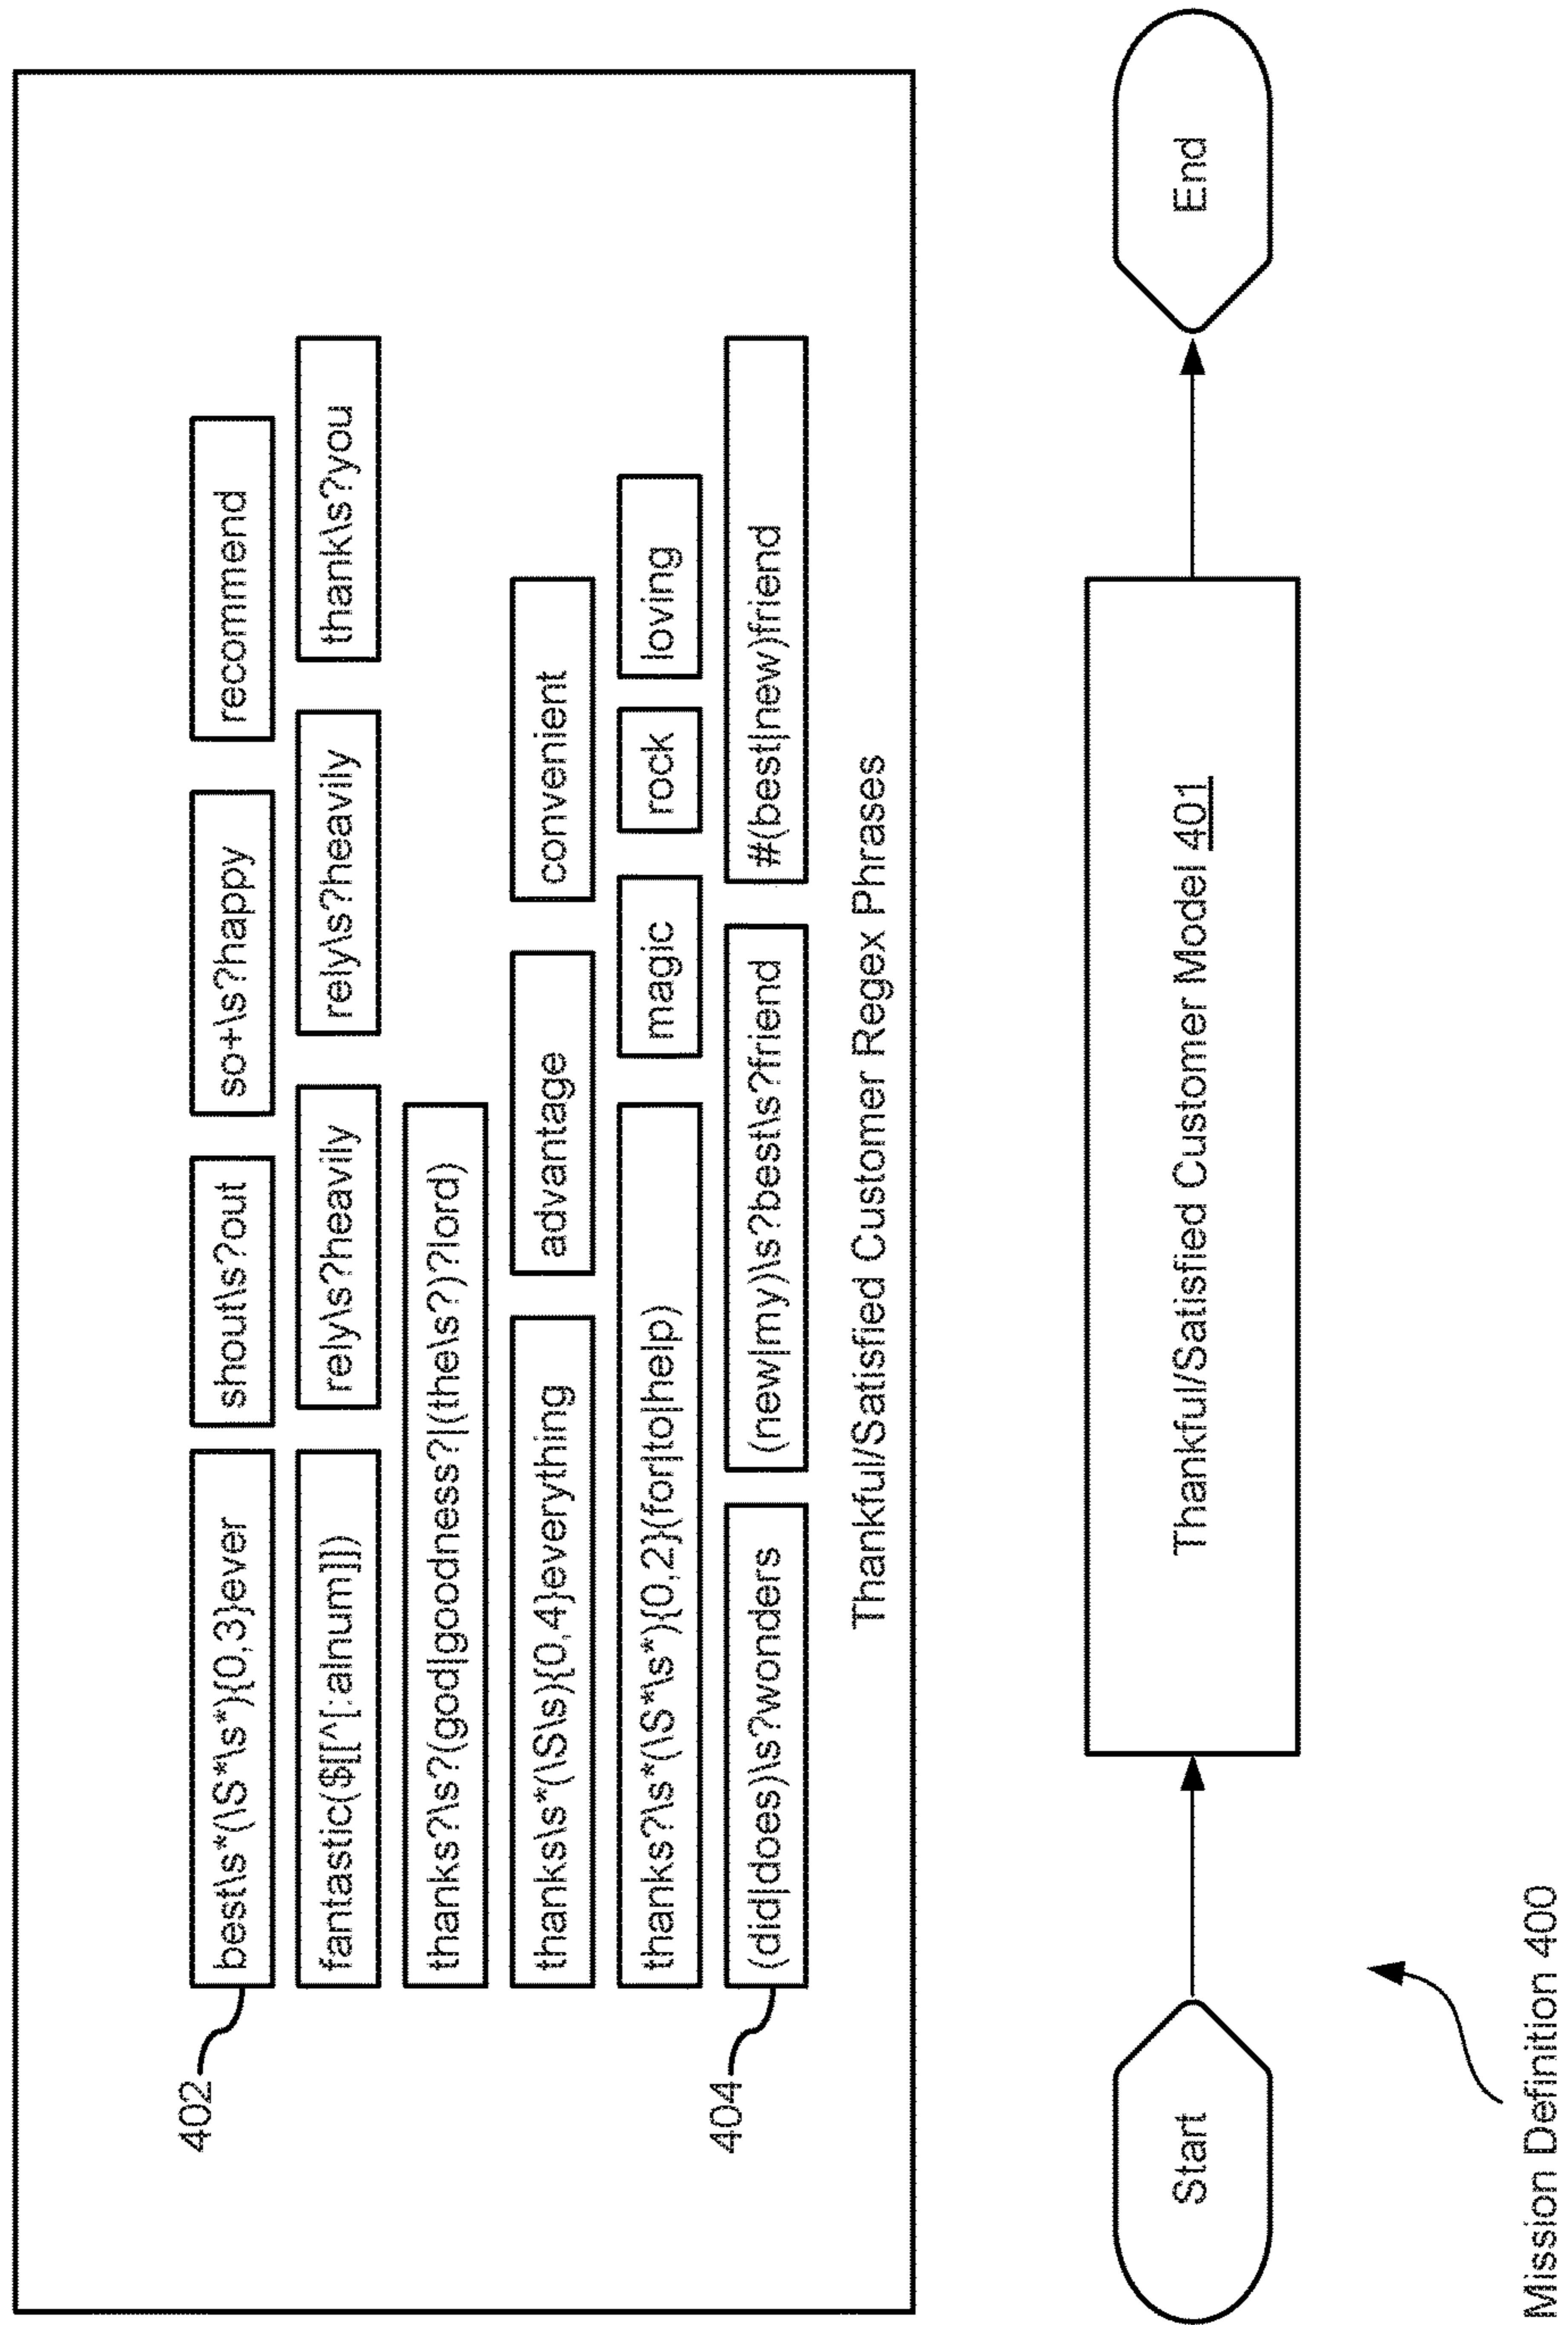 402
best\s*(\S*\s*){0,3}ever
shout\s?out
so+\s?happy
recommend
fantastic($|[^[:alnum]])
rely\s?heavily
rely\s?heavily
thank\s?you
thanks?\s?(god|goodness?|(the\s?)?lord)
thanks\s*(\S\s){0,4}everything
advantage
convenient
thanks?\s*(\S*\s*){0,2}(for|to|help)
magic
rock
loving
404
(did|does)\s?wonders
(new|my)\s?best\s?friend
#(best|new)friend
Thankful/Satisfied Customer Regex Phrases
Start
Thankful/Satisfied Customer Model 401
End
Mission Definition 400